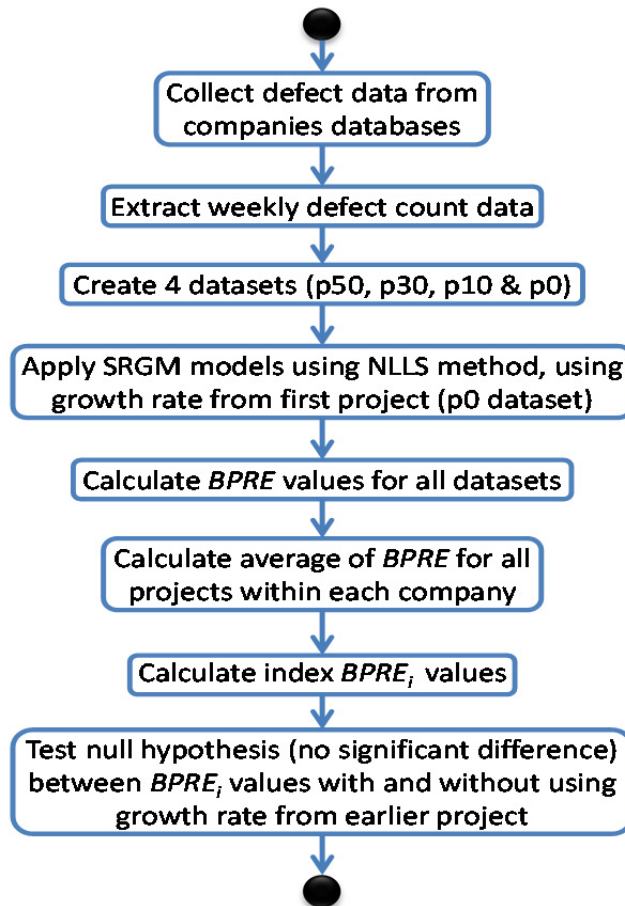 Collect defect data from
companies databases
Extract weekly defect count data
Create 4 datasets (p50, p30, p10 & p0)
Apply SRGM models using NLLS method, using
growth rate from first project (p0 dataset)
Calculate BPRE values for all datasets
Calculate average of BPRE for all
projects within each company
Calculate index BPREi values
Test null hypothesis (no significant difference)
between BPREi values with and without using
growth rate from earlier project